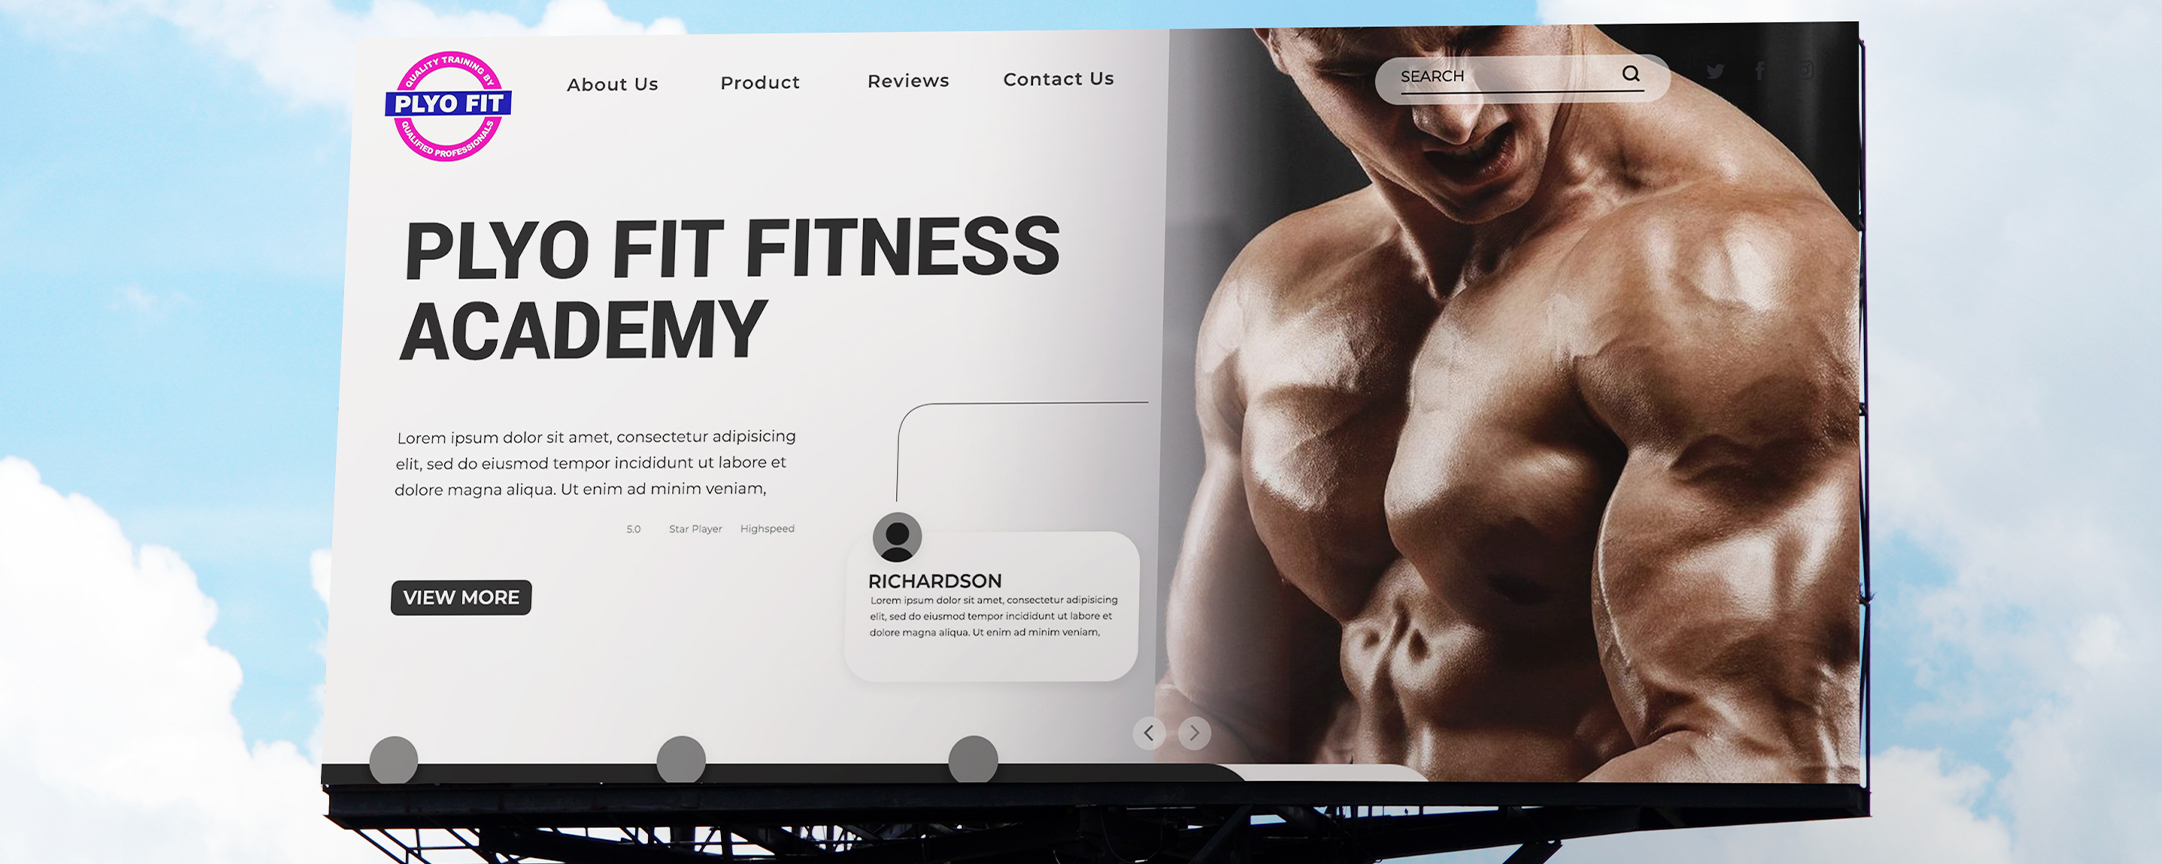 QUALITY TRAINING BY
PLYO FIT
QUALIFIED PROFESSIONALS
About Us
Product
Reviews
Contact Us
SEARCH
PLYO FIT FITNESS
ACADEMY
Lorem ipsum dolor sit amet, consectetur adipisicing
elit, sed do eiusmod tempor incididunt ut labore et
dolore magna aliqua. Ut enim ad minim veniam,
5.0 Star Player Highspeed
VIEW MORE
RICHARDSON
Lorem ipsum dolor sit amet, consectetur adipisicing
elit, sed do eiusmod tempor incididunt ut labore et
dolore magna aliqua. Ut enim ad minim veniam,